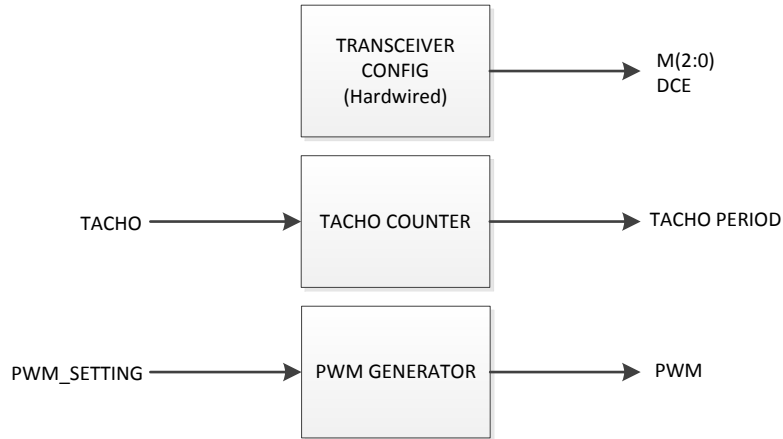 TRANSCEIVER
CONFIG
(Hardwired)
M(2:0)
DCE
TACHO
TACHO COUNTER
TACHO PERIOD
PWM_SETTING
PWM GENERATOR
PWM